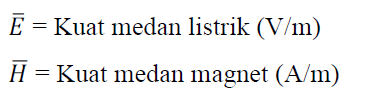 E̅ = Kuat medan listrik (V/m)
H̅ = Kuat medan magnet (A/m)